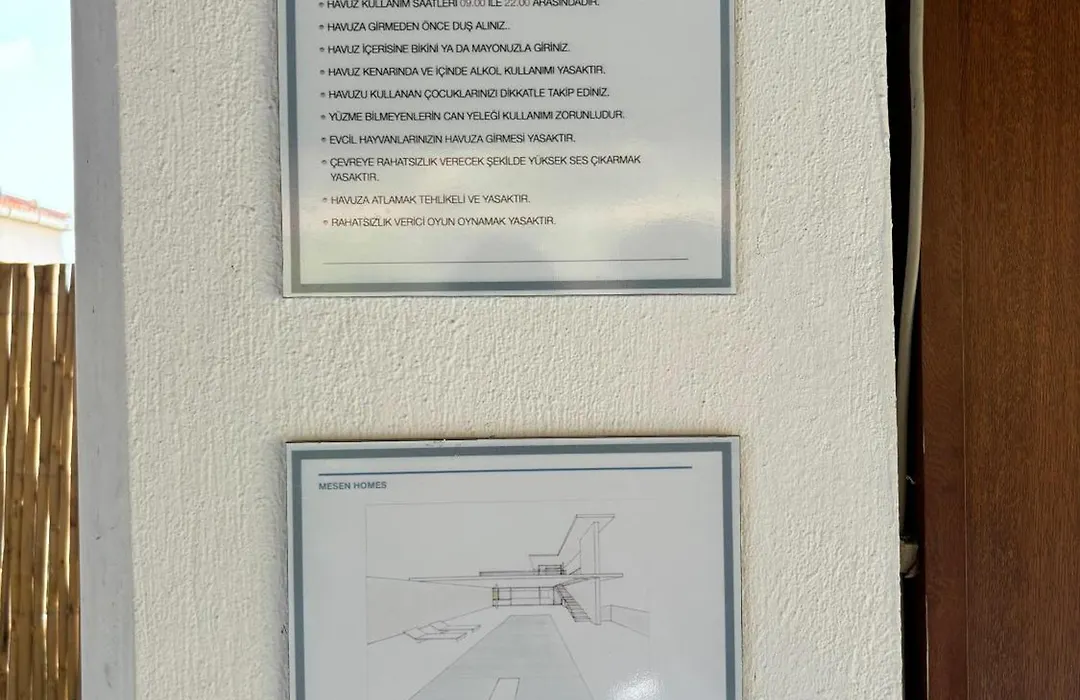 • HAVUZ KULLANIM SAATLERİ 09.00 İLE 22.00 ARASINDADIR.
• HAVUZA GİRMEDEN ÖNCE DUŞ ALINIZ..
• HAVUZ İÇERİSİNE BİKİNİ YA DA MAYONUZLA GİRİNİZ.
• HAVUZ KENARINDA VE İÇİNDE ALKOL KULLANIMI YASAKTIR.
• HAVUZU KULLANAN ÇOCUKLARINIZI DİKKATLE TAKİP EDİNİZ.
• YÜZME BİLMEYENLERİN CAN YELEĞİ KULLANIMI ZORUNLUDUR.
• EVCİL HAYVANLARINIZIN HAVUZA GİRMESİ YASAKTIR.
• ÇEVREYE RAHATSIZLIK VERECEK ŞEKİLDE YÜKSEK SES ÇIKARMAK
YASAKTIR.
• HAVUZA ATLAMAK TEHLİKELİ VE YASAKTIR.
• RAHATSIZLIK VERİCİ OYUN OYNAMAK YASAKTIR.
MESEN HOMES